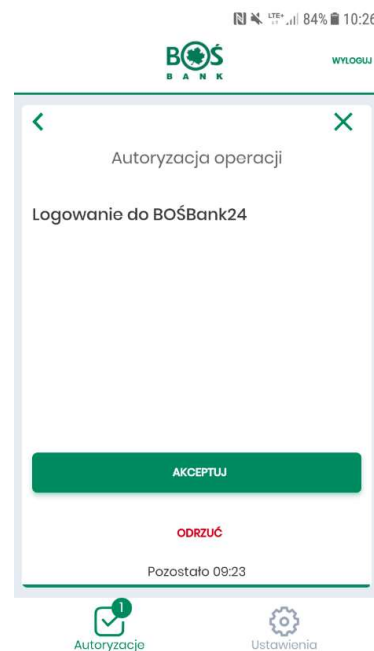 LTE+ 84% 10:26
BOŚ
BANK
WYLOGUJ
Autoryzacja operacji
Logowanie do BOŚBank24
AKCEPTUJ
ODRZUĆ
Pozostało 09:23
1
Autoryzacje
Ustawienia